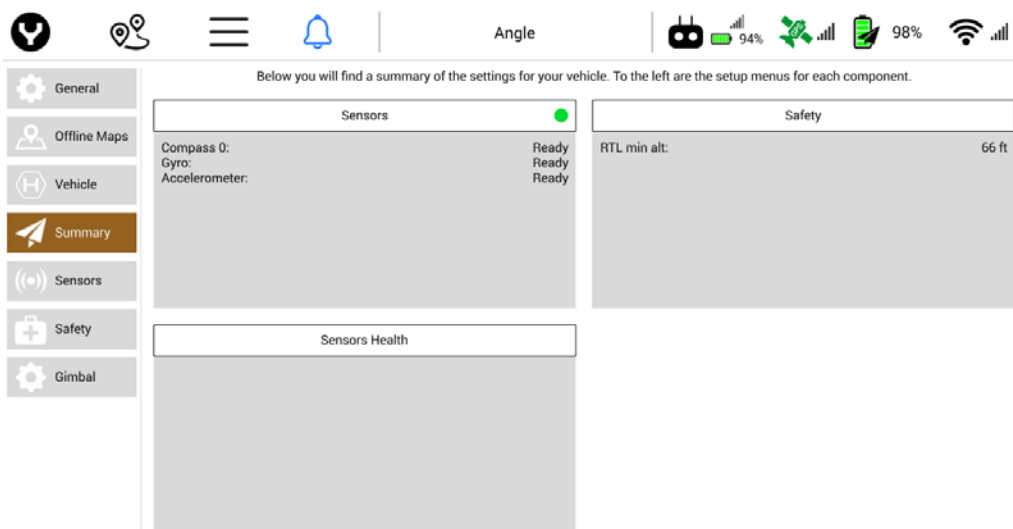 Angle
94%
GPS
98%
Below you will find a summary of the settings for your vehicle. To the left are the setup menus for each component.
General
Offline Maps
Vehicle
Summary
Sensors
Safety
Gimbal
Sensors
Compass 0: Ready
Gyro: Ready
Accelerometer: Ready
Safety
RTL min alt: 66 ft
Sensors Health